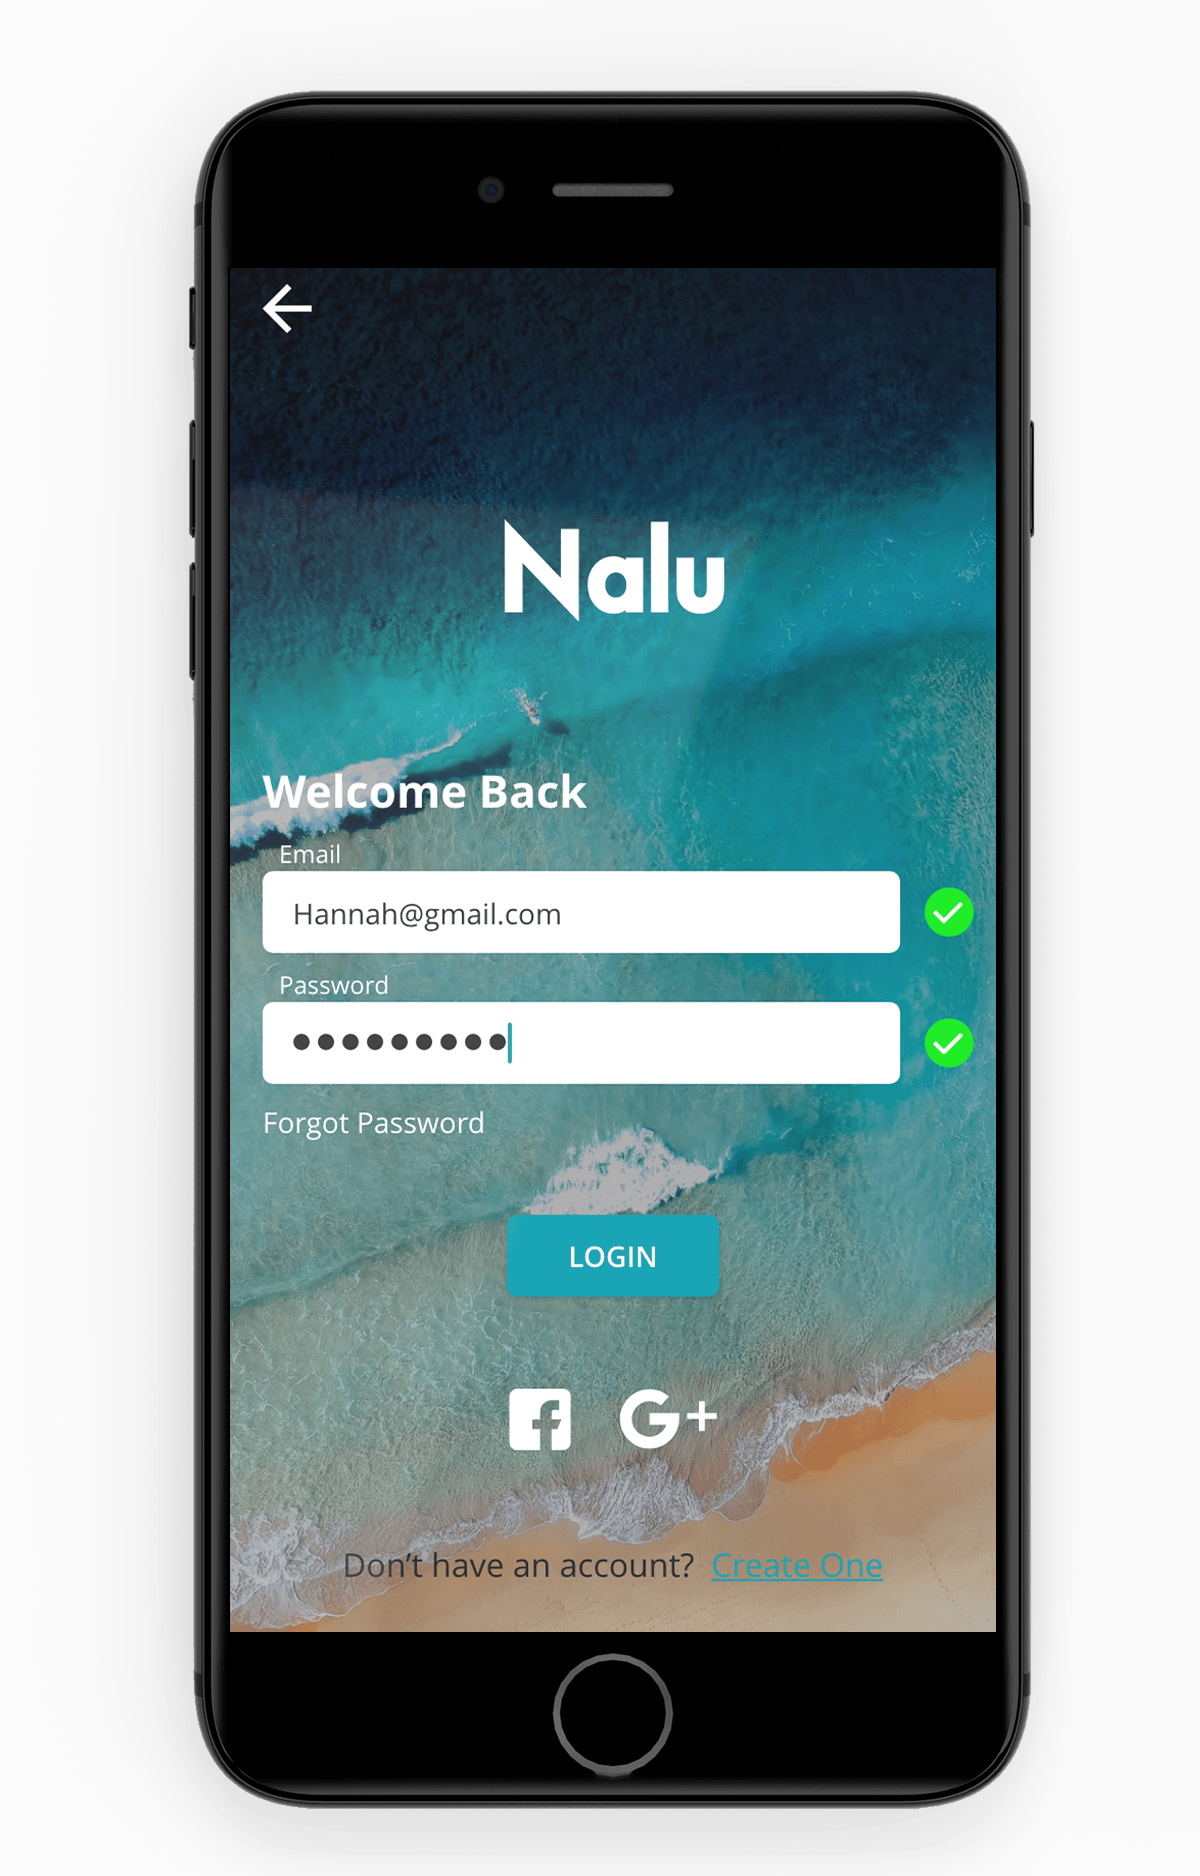 Nalu
Welcome Back
Email
Hannah@gmail.com
Password
●●●●●●●●●
Forgot Password
LOGIN
G+
Don't have an account? Create One